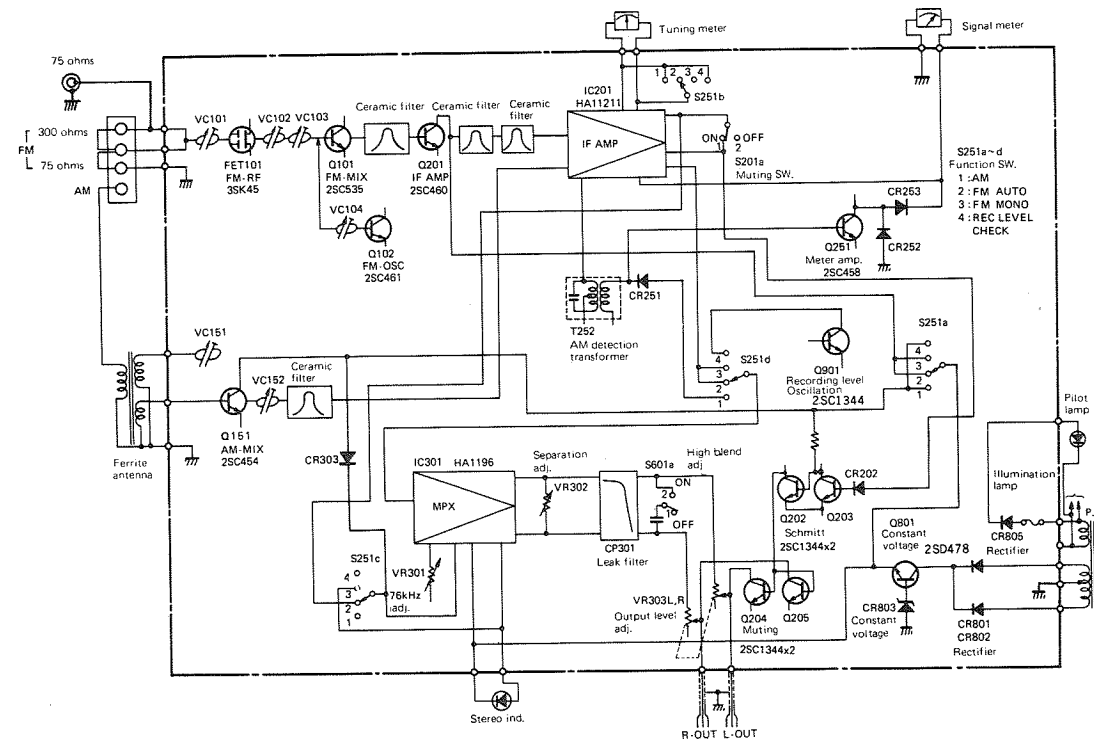 Tuning meter
Signal meter
75 ohms
300 ohms
FM
75 ohms
AM
VC101
VC102 VC103
FET101
FM-RF
3SK45
Q101
FM-MIX
2SC535
Ceramic filter
Q201
IF AMP
2SC460
Ceramic filter
Ceramic
filter
VC104
Q102
FM-OSC
2SC461
IC201
HA11211
IF AMP
1 2 3 4
S251b
ON
OFF
1 2
S201a
Muting SW.
S251a~d
Function SW.
1 : AM
2 : FM AUTO
3 : FM MONO
4 : REC LEVEL
CHECK
CR253
CR252
Q251
Meter amp.
2SC458
CR251
T252
AM detection
transformer
VC151
VC152
Ceramic
filter
Q151
AM-MIX
2SC454
Ferrite
antenna
S251d
4
3
2
1
Q901
Recording level
Oscillation
2SC1344
S251a
4
3
2
1
Pilot
lamp
Illumination
lamp
CR303
IC301 HA1196
MPX
Separation
adj.
VR302
S601a
ON
2
1
OFF
High blend
adj
CP301
Leak filter
CR202
Q202 Q203
Schmitt
2SC1344x2
Q801
Constant
voltage
2SD478
CR805
Rectifier
P.
S251c
4
3
2
1
VR301
76kHz
adj.
VR303L,R
Output level
adj.
Q204 Q205
Muting
2SC1344x2
CR803
Constant
voltage
CR801
CR802
Rectifier
Stereo ind.
R-OUT L-OUT